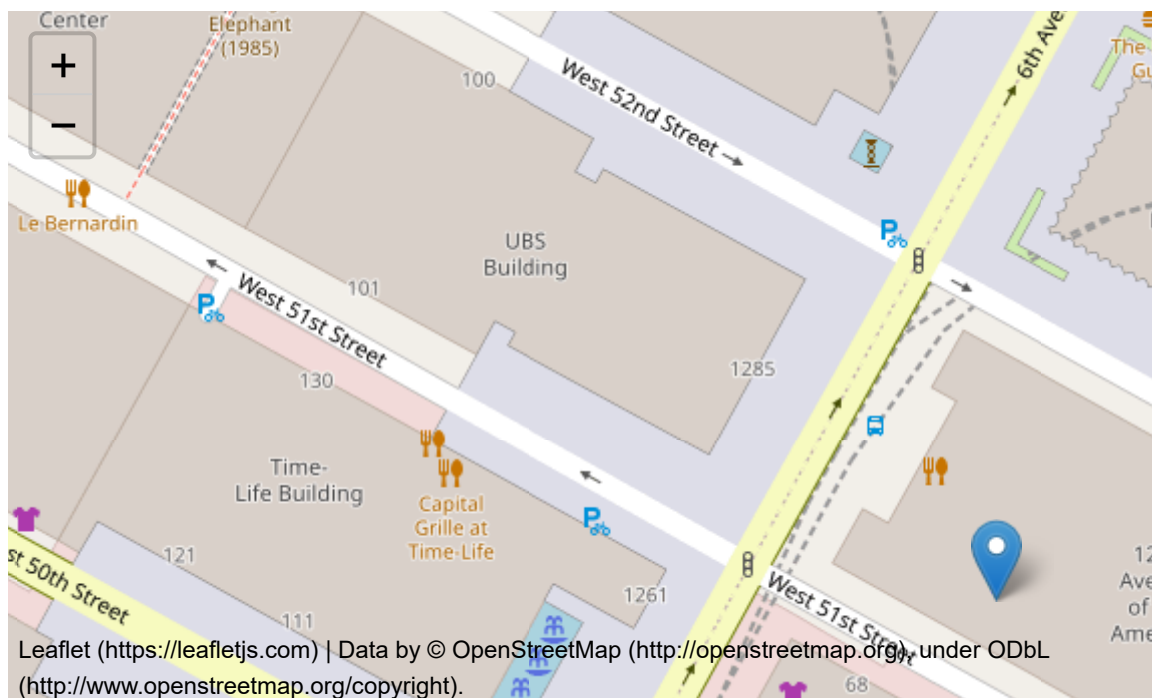 Center
Elephant
(1985)
+
−
100
West 52nd Street
6th Ave
The
Gu
Le Bernardin
UBS
Building
101
West 51st Street
130
1285
Time-
Life Building
Capital
Grille at
Time-Life
st 50th Street
121
111
1261
West 51st Street
12
Ave
of
Ame
68
Leaflet (https://leafletjs.com) | Data by © OpenStreetMap (http://openstreetmap.org), under ODbL
(http://www.openstreetmap.org/copyright).
P
P
P